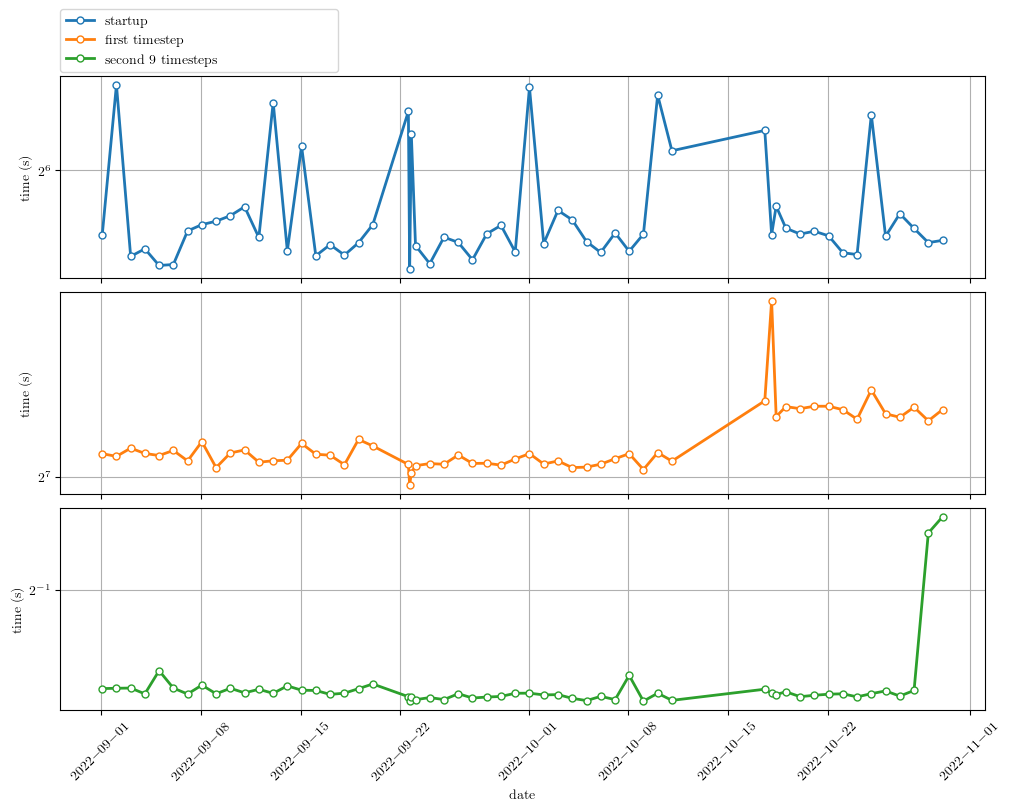 startup
first timestep
second 9 timesteps
time (s)
2^6
time (s)
2^7
time (s)
2^−1
2022−09−01
2022−09−08
2022−09−15
2022−09−22
2022−10−01
2022−10−08
2022−10−15
2022−10−22
2022−11−01
date